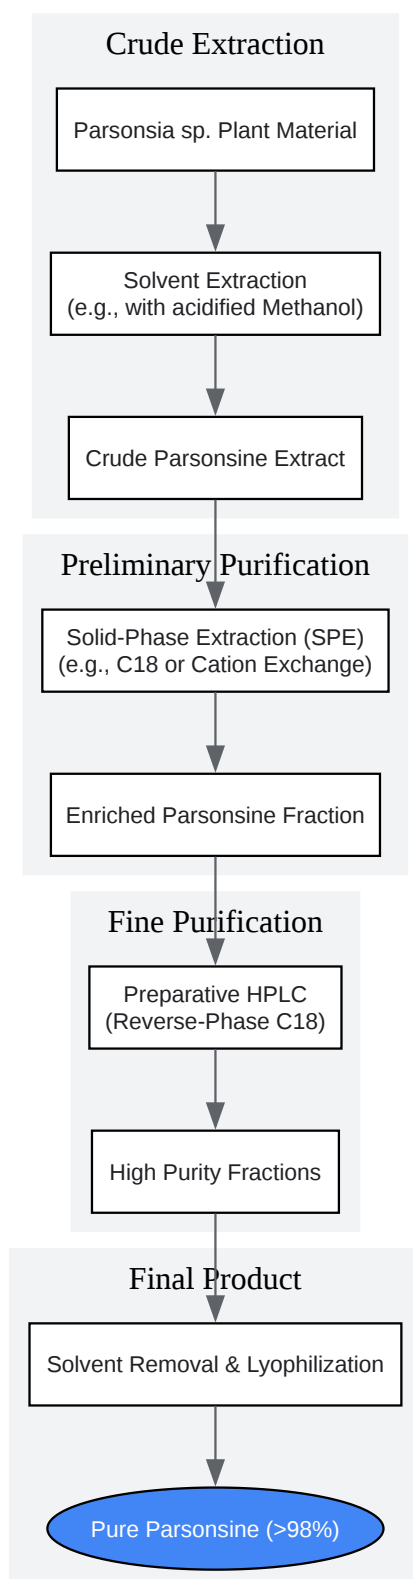 Crude Extraction
Parsonsia sp. Plant Material
Solvent Extraction
(e.g., with acidified Methanol)
Crude Parsonsine Extract
Preliminary Purification
Solid-Phase Extraction (SPE)
(e.g., C18 or Cation Exchange)
Enriched Parsonsine Fraction
Fine Purification
Preparative HPLC
(Reverse-Phase C18)
High Purity Fractions
Final Product
Solvent Removal & Lyophilization
Pure Parsonsine (>98%)